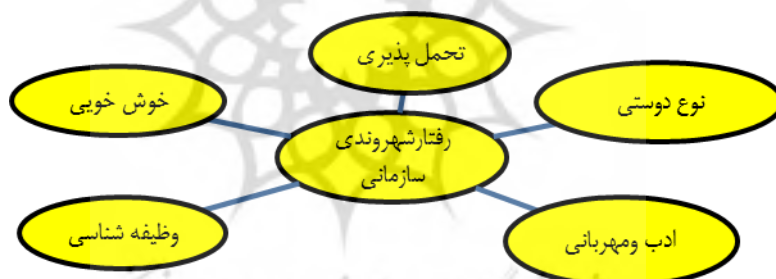 تحمل پذیری
خوش خویی
نوع دوستی
رفتارشهروندی
سازمانی
وظیفه شناسی
ادب ومهربانی